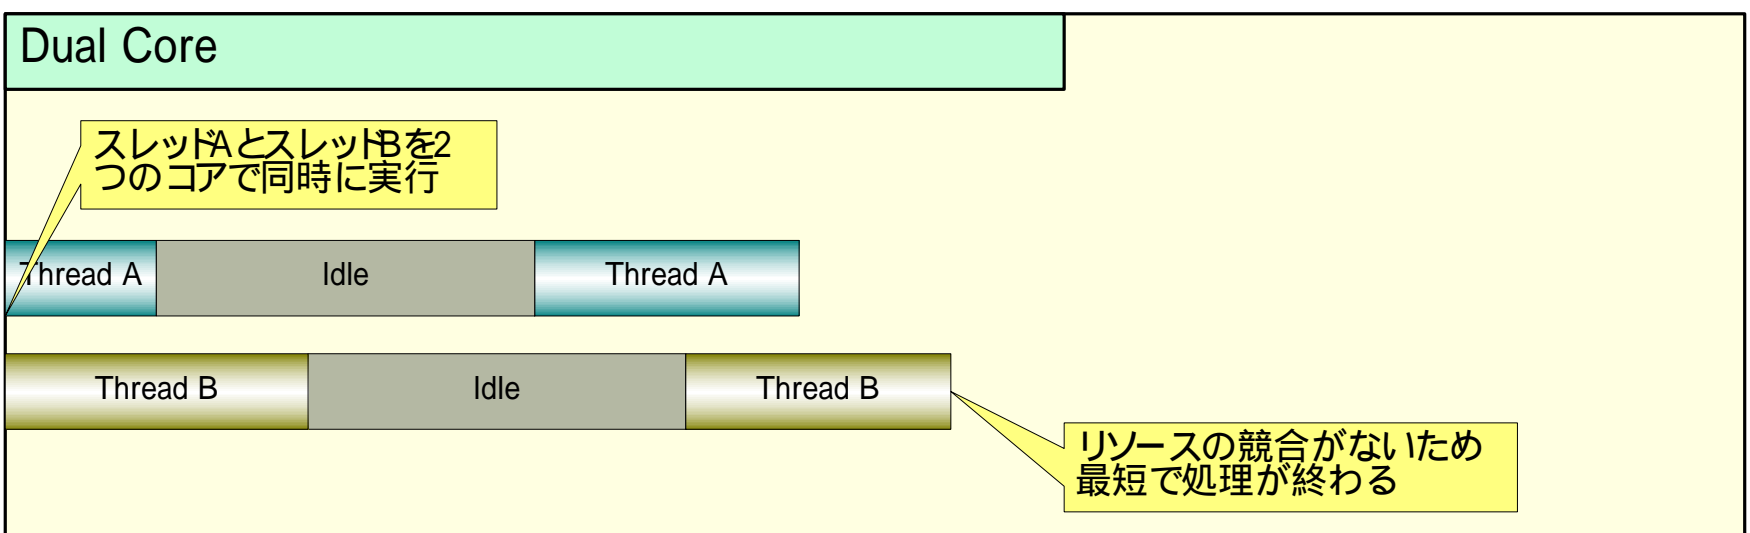 Dual Core
スレッドAとスレッドBを2
つのコアで同時に実行
Thread A
Idle
Thread A
Thread B
Idle
Thread B
リソースの競合がないため
最短で処理が終わる